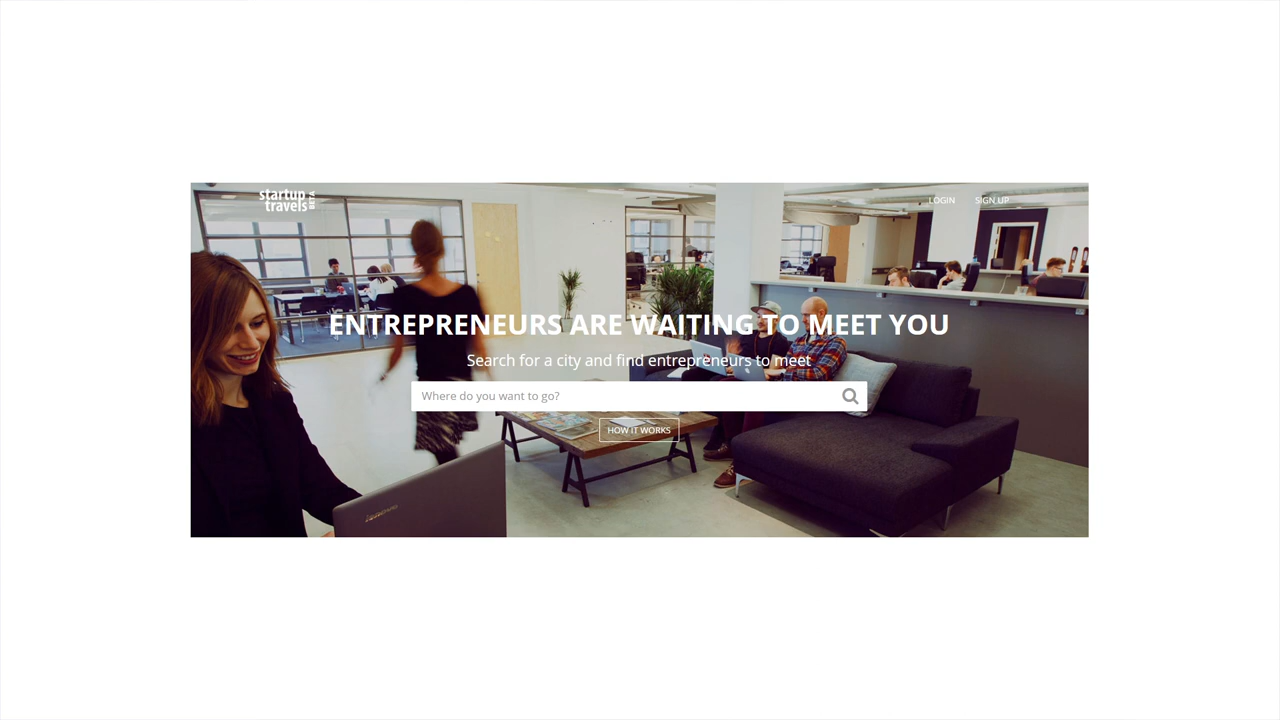 startup
travels BETA
LOGIN SIGN UP
ENTREPRENEURS ARE WAITING TO MEET YOU
Search for a city and find entrepreneurs to meet
Where do you want to go?
HOW IT WORKS
lenovo